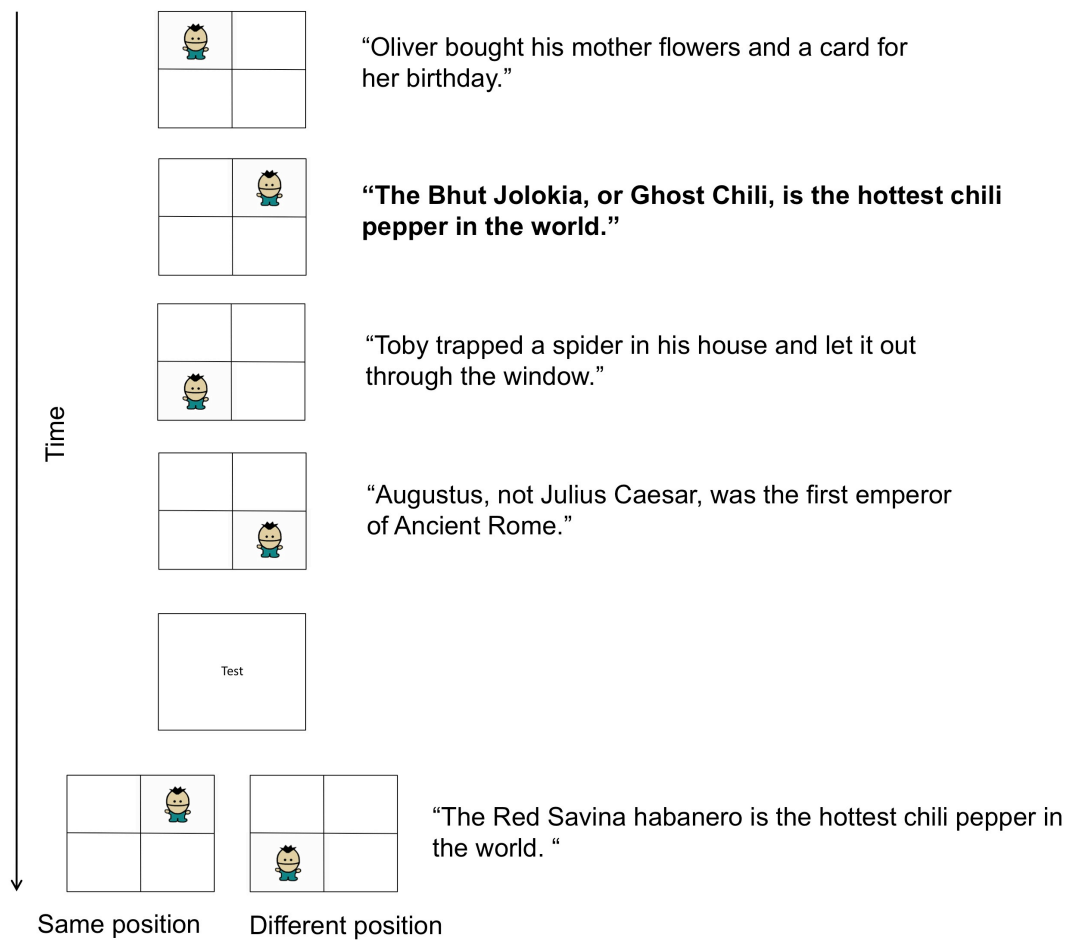 “Oliver bought his mother flowers and a card for
her birthday.”
“The Bhut Jolokia, or Ghost Chili, is the hottest chili
pepper in the world.”
“Toby trapped a spider in his house and let it out
through the window.”
Time
“Augustus, not Julius Caesar, was the first emperor
of Ancient Rome.”
Test
“The Red Savina habanero is the hottest chili pepper in
the world. “
Same position
Different position